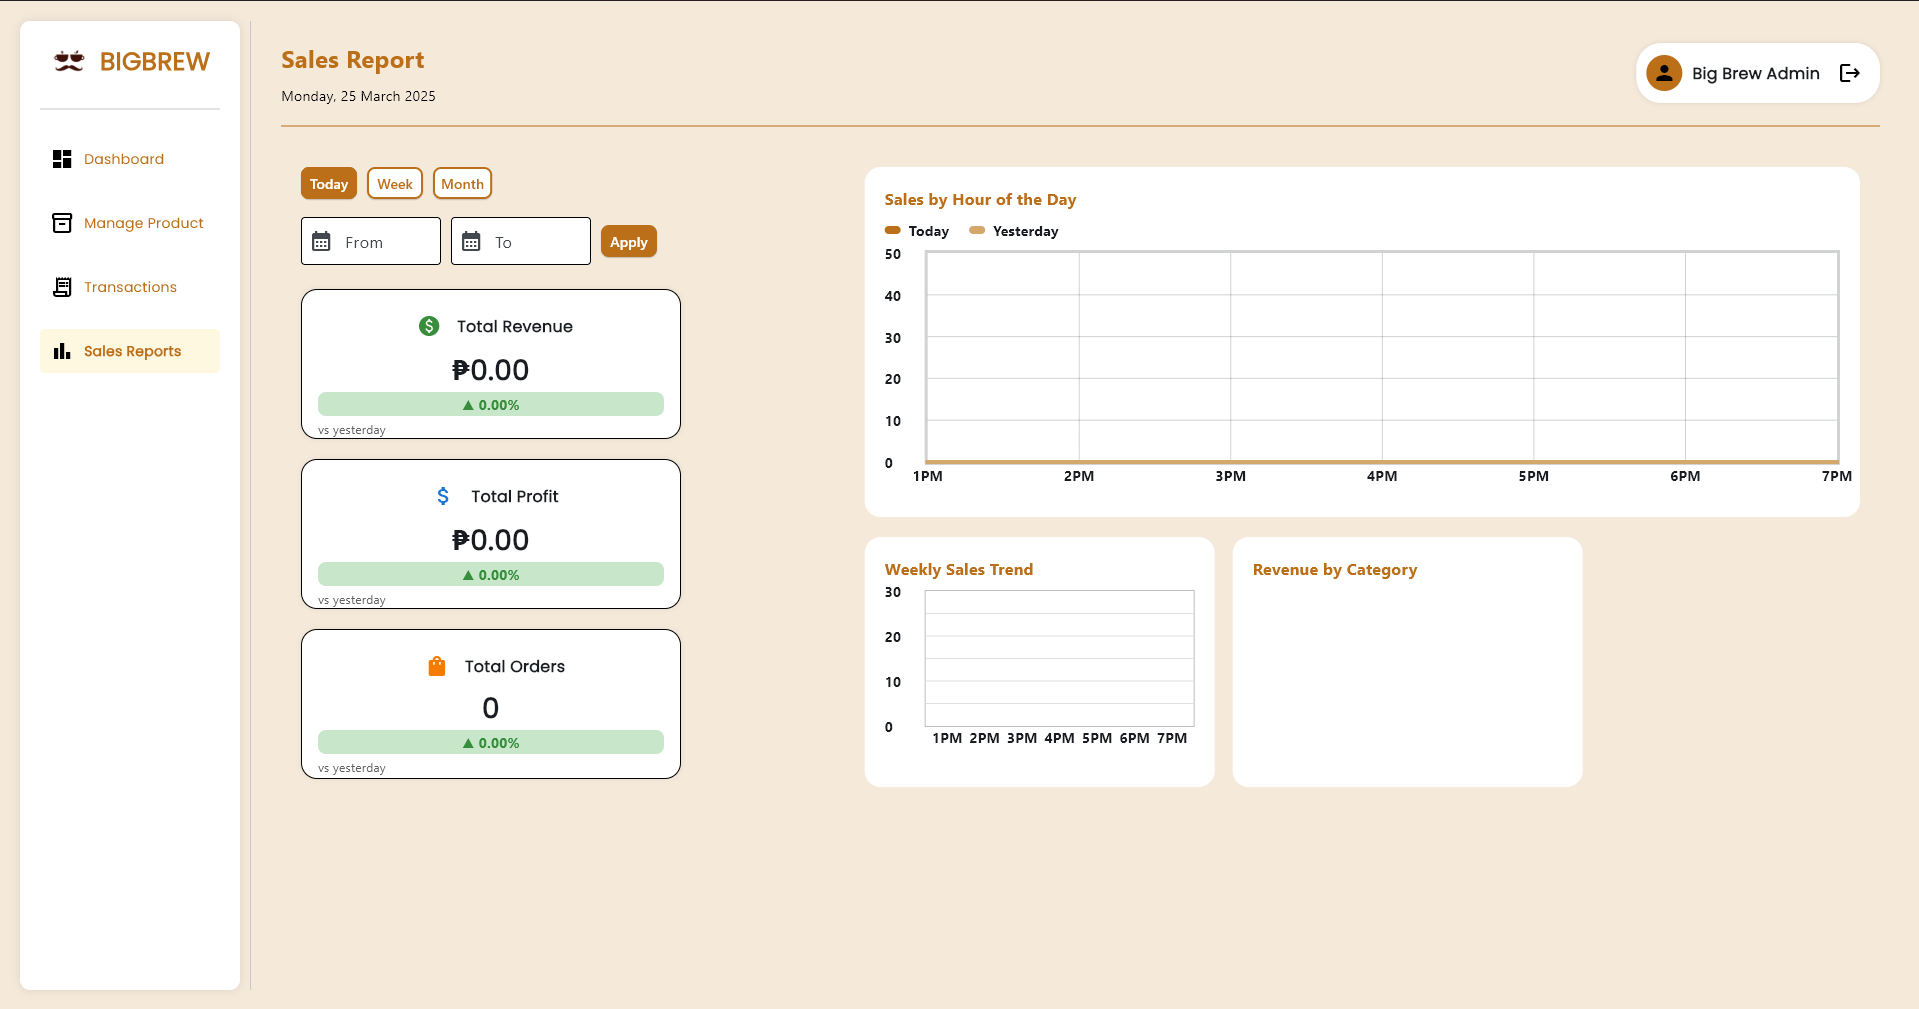 BIGBREW
Dashboard
Manage Product
Transactions
Sales Reports
Sales Report
Monday, 25 March 2025
Big Brew Admin
Today
Week
Month
From
To
Apply
Total Revenue
₱0.00
▲ 0.00%
vs yesterday
Total Profit
₱0.00
▲ 0.00%
vs yesterday
Total Orders
0
▲ 0.00%
vs yesterday
Sales by Hour of the Day
Today
Yesterday
50
40
30
20
10
0
1PM 2PM 3PM 4PM 5PM 6PM 7PM
Weekly Sales Trend
30
20
10
0
1PM 2PM 3PM 4PM 5PM 6PM 7PM
Revenue by Category